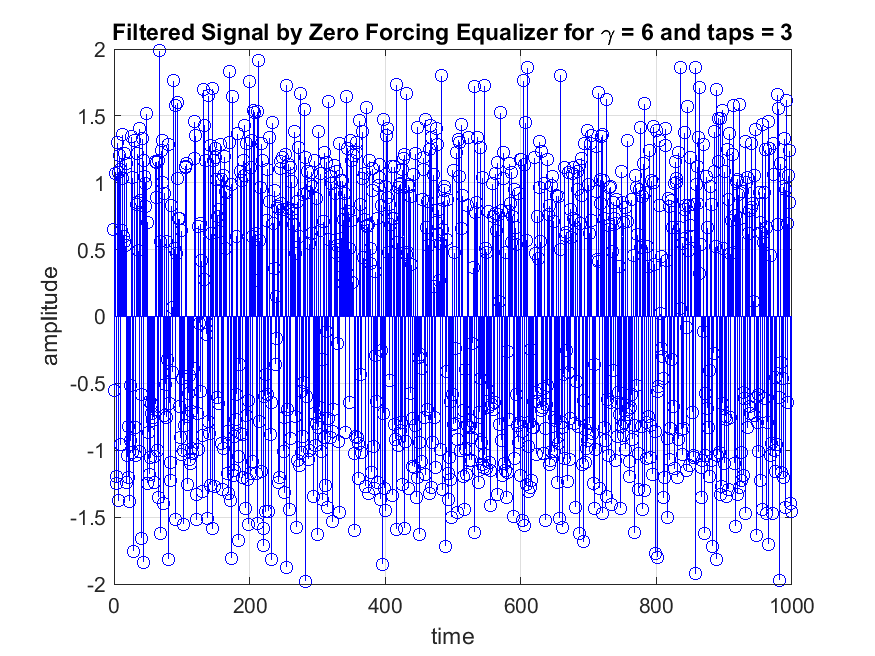 Filtered Signal by Zero Forcing Equalizer for γ = 6 and taps = 3
2
1.5
1
0.5
0
-0.5
-1
-1.5
-2
amplitude
0 200 400 600 800 1000
time